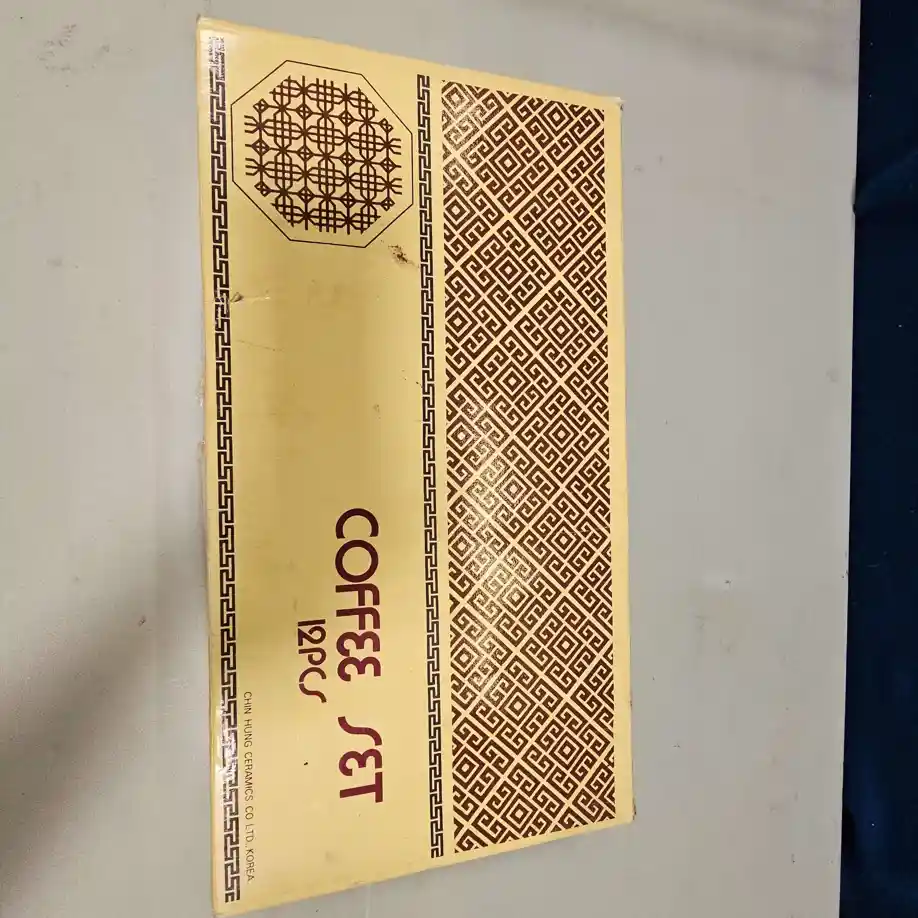 COFFEE SET
12PCS
CHIN HUNG CERAMICS CO LTD., KOREA